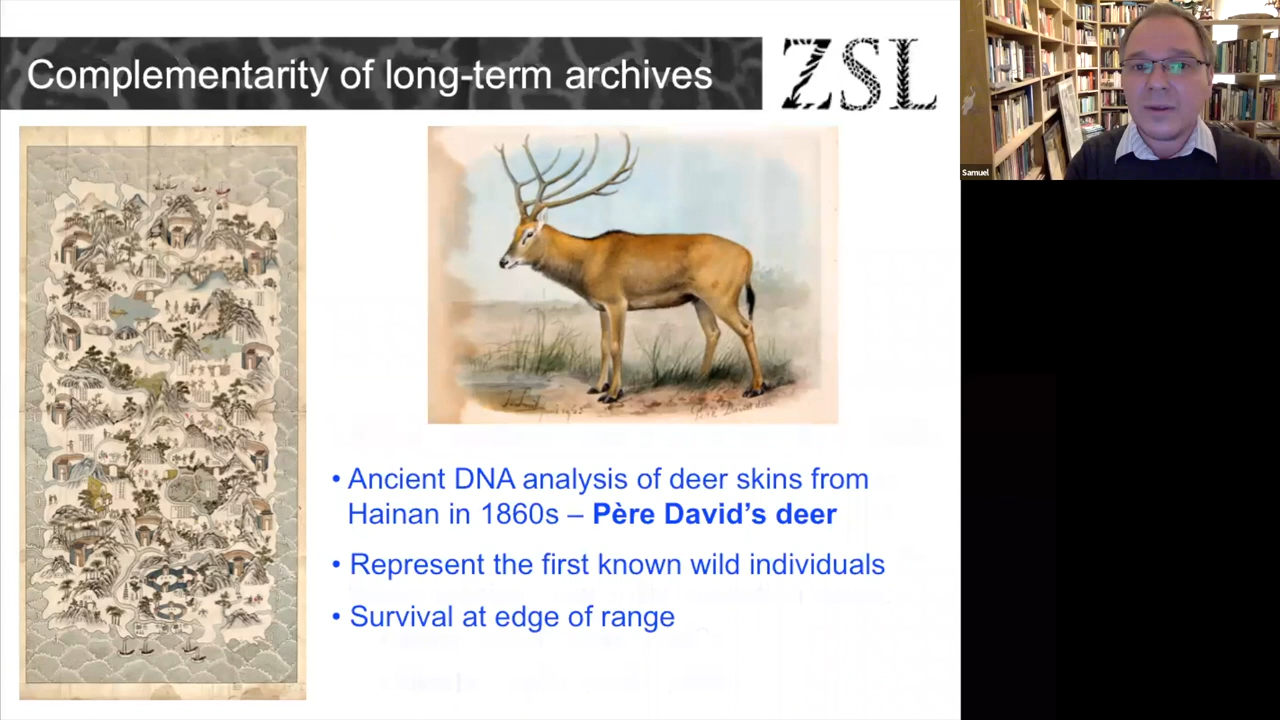 Complementarity of long-term archives
ZSL
Samuel
• Ancient DNA analysis of deer skins from
Hainan in 1860s – Père David's deer
• Represent the first known wild individuals
• Survival at edge of range